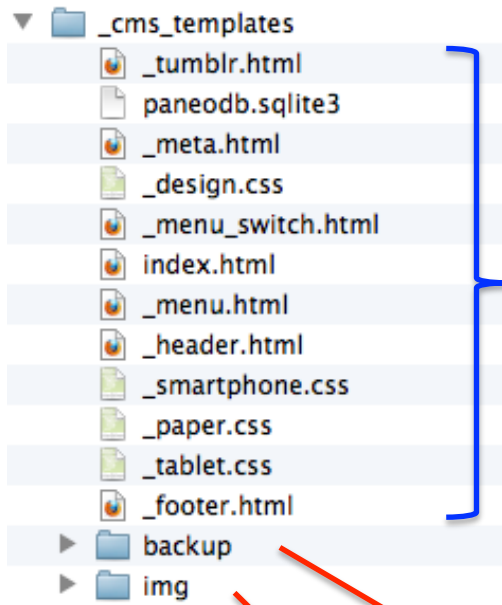 _cms_templates
_tumblr.html
paneodb.sqlite3
_meta.html
_design.css
_menu_switch.html
index.html
_menu.html
_header.html
_smartphone.css
_paper.css
_tablet.css
_footer.html
backup
img